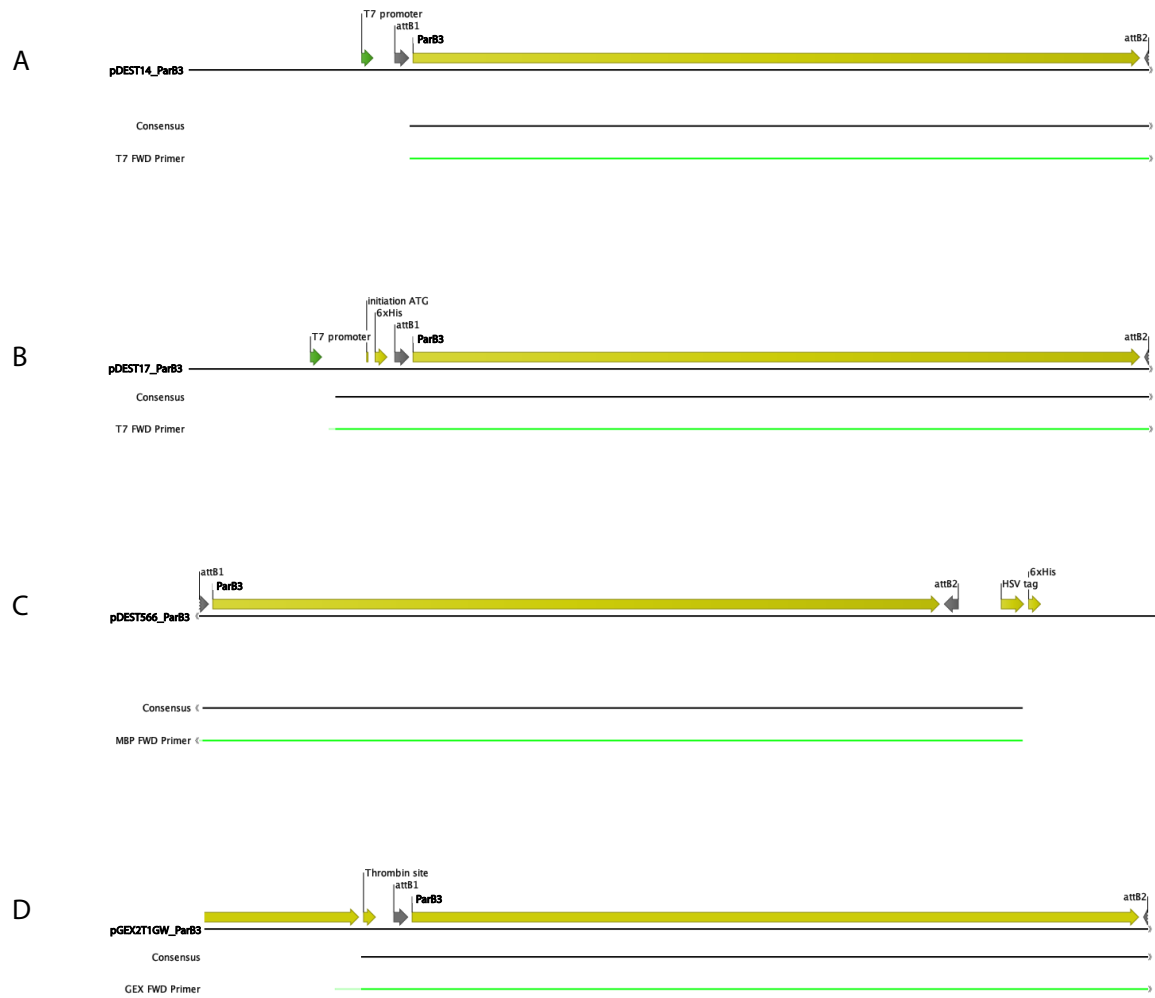 A
T7 promoter
attB1
ParB3
attB2
pDEST14_ParB3
Consensus
T7 FWD Primer
B
initiation ATG
6xHis
attB1
T7 promoter
ParB3
attB2
pDEST17_ParB3
Consensus
T7 FWD Primer
C
attB1
ParB3
attB2
HSV tag
6xHis
pDEST566_ParB3
Consensus
MBP FWD Primer
D
Thrombin site
attB1
ParB3
attB2
pGEX2T1GW_ParB3
Consensus
GEX FWD Primer